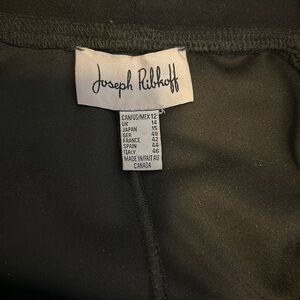 Joseph Ribkoff
CAN/US/MEX 12
UK 14
JAPAN 15
GER 40
FRANCE 42
SPAIN 44
ITALY 46
MADE IN/FAIT AU
CANADA